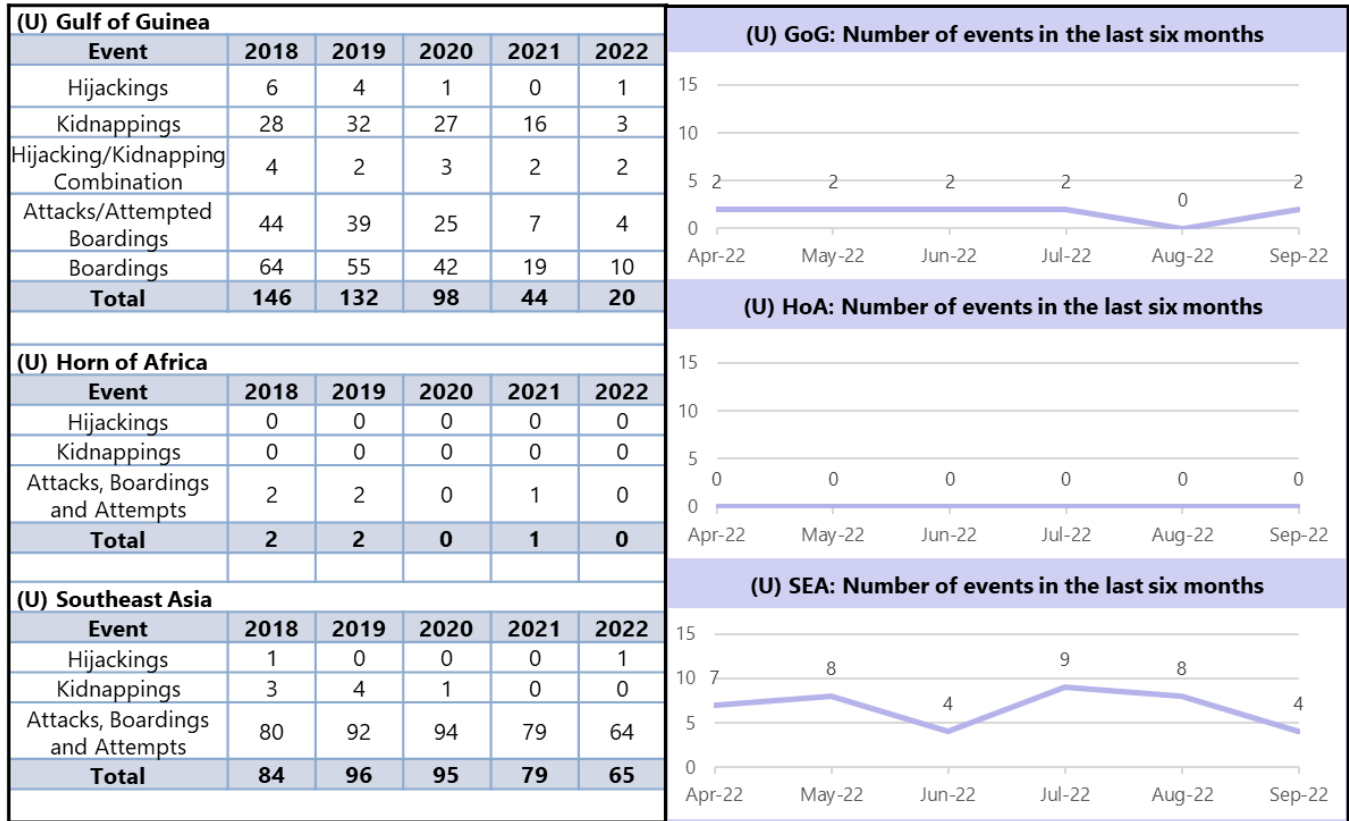 (U) Gulf of Guinea
Event 2018 2019 2020 2021 2022
Hijackings 6 4 1 0 1
Kidnappings 28 32 27 16 3
Hijacking/Kidnapping
Combination 4 2 3 2 2
Attacks/Attempted
Boardings 44 39 25 7 4
Boardings 64 55 42 19 10
Total 146 132 98 44 20
(U) Horn of Africa
Event 2018 2019 2020 2021 2022
Hijackings 0 0 0 0 0
Kidnappings 0 0 0 0 0
Attacks, Boardings
and Attempts 2 2 0 1 0
Total 2 2 0 1 0
(U) Southeast Asia
Event 2018 2019 2020 2021 2022
Hijackings 1 0 0 0 1
Kidnappings 3 4 1 0 0
Attacks, Boardings
and Attempts 80 92 94 79 64
Total 84 96 95 79 65
(U) GoG: Number of events in the last six months
15
10
5 2 2 2 2 0 2
0
Apr-22 May-22 Jun-22 Jul-22 Aug-22 Sep-22
(U) HoA: Number of events in the last six months
15
10
5
0 0 0 0 0 0
0
Apr-22 May-22 Jun-22 Jul-22 Aug-22 Sep-22
(U) SEA: Number of events in the last six months
15
10 7 8 4 9 8 4
5
0
Apr-22 May-22 Jun-22 Jul-22 Aug-22 Sep-22